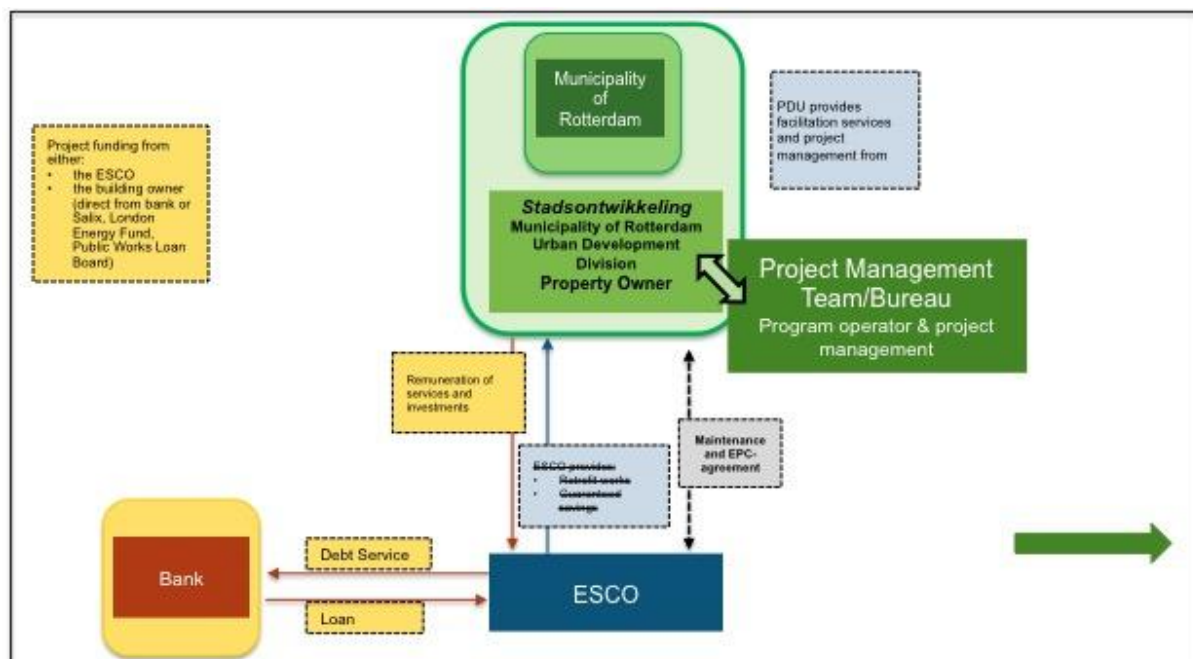 Municipality
of
Rotterdam
PDU provides
facilitation services
and project
management from
Project funding from
either:
• the ESCO
• the building owner
(direct from bank or
Salix, London
Energy Fund,
Public Works Loan
Board)
Stadsontwikkeling
Municipality of Rotterdam
Urban Development
Division
Property Owner
Project Management
Team/Bureau
Program operator & project
management
Remuneration of
services and
investments
Maintenance
and EPC-
agreement
ESCO provides:
• Retrofit works
• Guaranteed
savings
Debt Service
Bank
ESCO
Loan